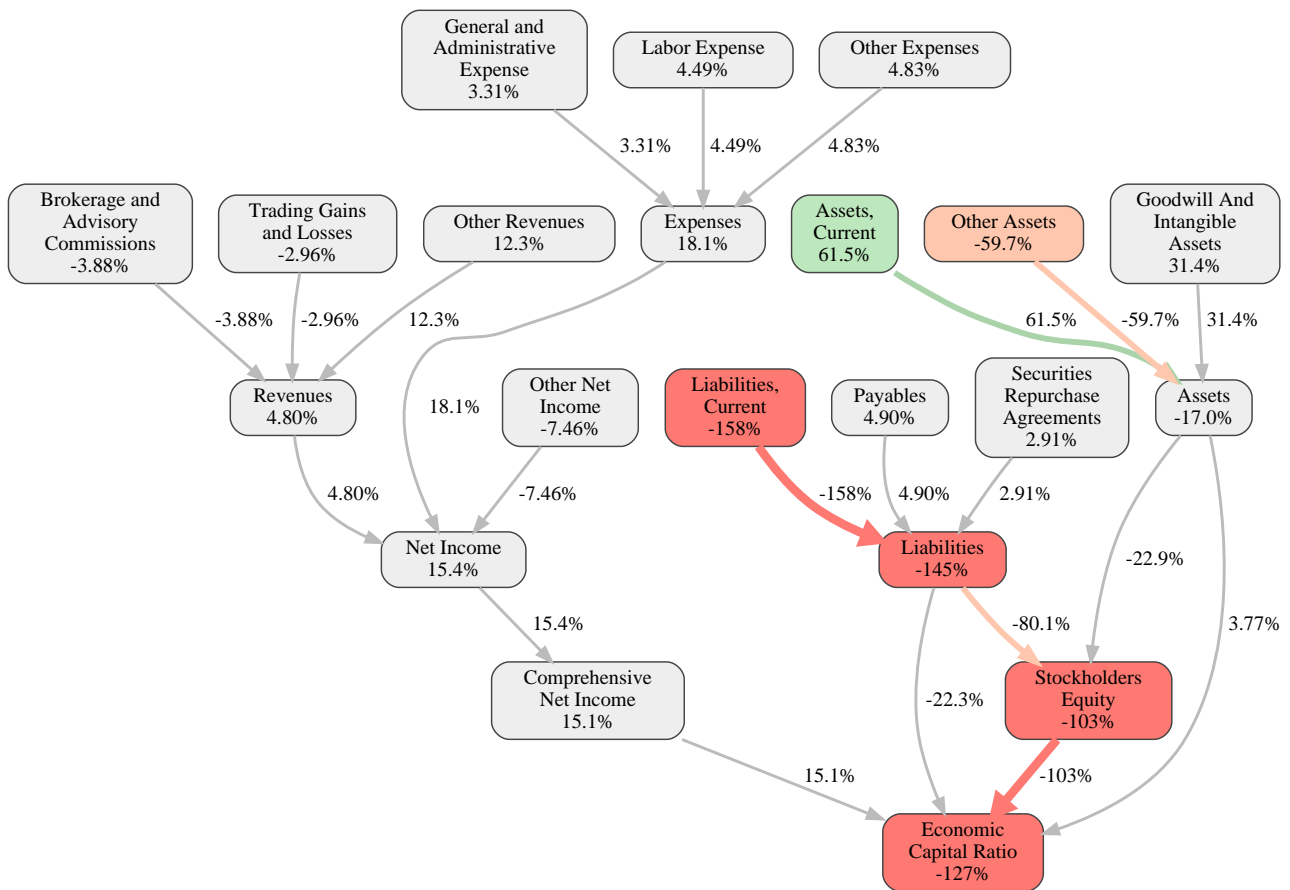 General and
Administrative
Expense
3.31%
Labor Expense
4.49%
Other Expenses
4.83%
3.31%
4.49%
4.83%
Brokerage and
Advisory
Commissions
-3.88%
Trading Gains
and Losses
-2.96%
Other Revenues
12.3%
Expenses
18.1%
Assets,
Current
61.5%
Other Assets
-59.7%
Goodwill And
Intangible
Assets
31.4%
-3.88%
-2.96%
12.3%
61.5%
-59.7%
31.4%
Revenues
4.80%
18.1%
Other Net
Income
-7.46%
Liabilities,
Current
-158%
Payables
4.90%
Securities
Repurchase
Agreements
2.91%
Assets
-17.0%
4.80%
-7.46%
-158%
4.90%
2.91%
Net Income
15.4%
Liabilities
-145%
-22.9%
3.77%
15.4%
-80.1%
Comprehensive
Net Income
15.1%
-22.3%
Stockholders
Equity
-103%
15.1%
-103%
Economic
Capital Ratio
-127%